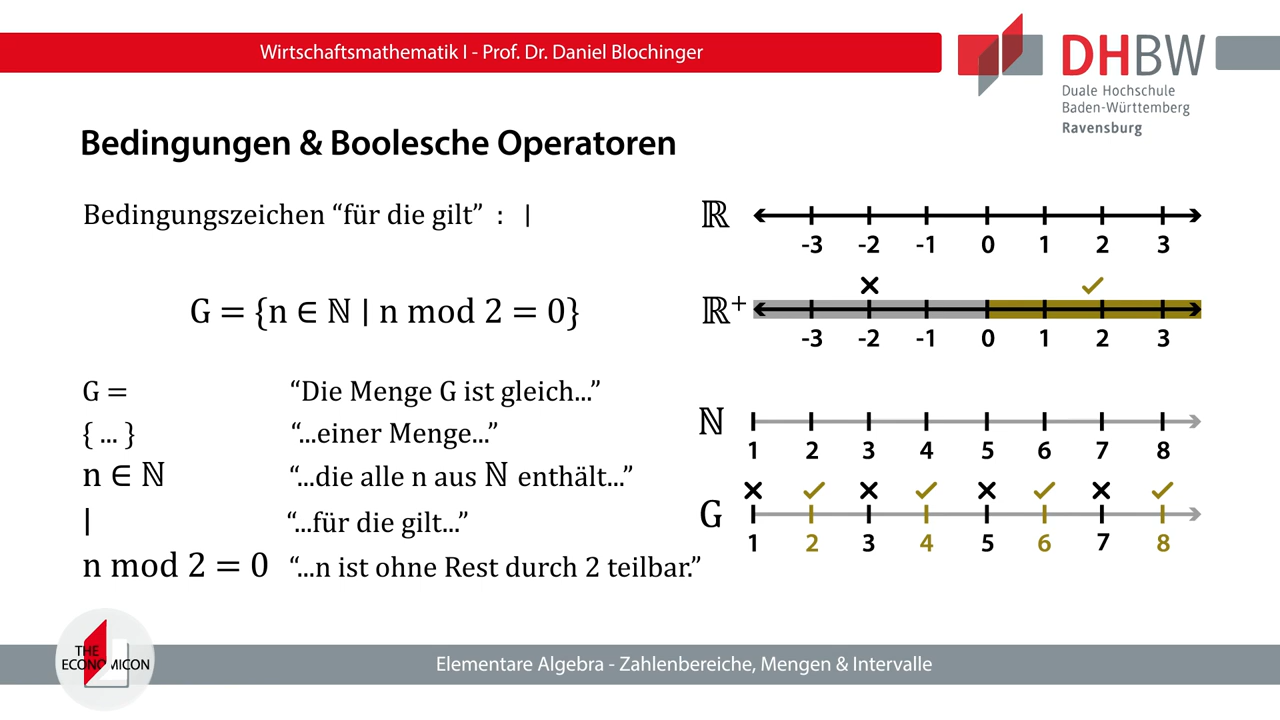 Wirtschaftsmathematik I - Prof. Dr. Daniel Blochinger
DHBW
Duale Hochschule
Baden-Württemberg
Ravensburg
Bedingungen & Boolesche Operatoren
Bedingungszeichen “für die gilt” : |
G = {n ∈ ℕ | n mod 2 = 0}
G = “Die Menge G ist gleich...”
{ ... } “...einer Menge...”
n ∈ ℕ “...die alle n aus ℕ enthält...”
| “...für die gilt...”
n mod 2 = 0 “...n ist ohne Rest durch 2 teilbar.”
ℝ
-3 -2 -1 0 1 2 3
ℝ⁺
-3 -2 -1 0 1 2 3
ℕ
1 2 3 4 5 6 7 8
G
1 2 3 4 5 6 7 8
THE
ECONOMICON
Elementare Algebra - Zahlenbereiche, Mengen & Intervalle